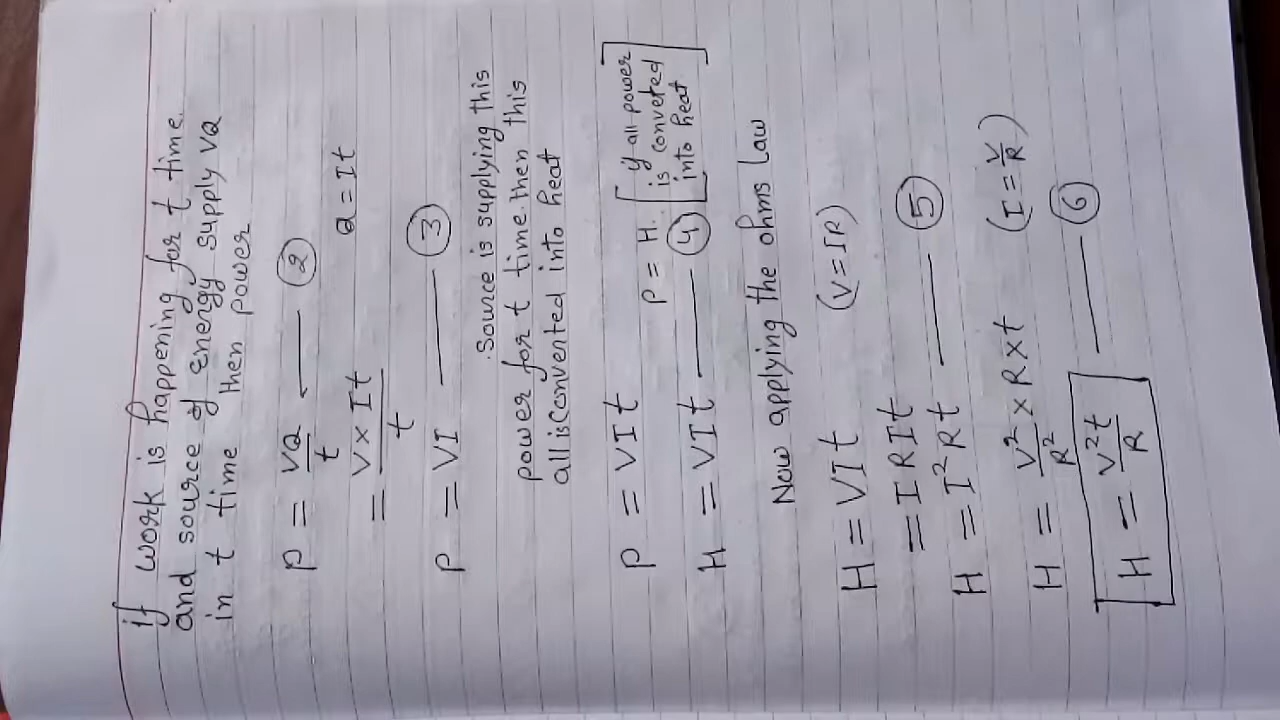 if work is happening for t time
and source of energy supply VQ
in t time then power
P = VQ/t —— (2)
= V × It/t Q = It
P = VI —— (3)
. Source is supplying this
power for t time. then this
all is Convented into heat
P = VIt P = H. [if all power is conveted into heat]
H = VIt —— (4)
Now applying the ohms Law
H = VIt (V = IR)
= IRIt
H = I²Rt —— (5)
H = V²/R² × R × t (I = V/R)
H = V²t/R —— (6)